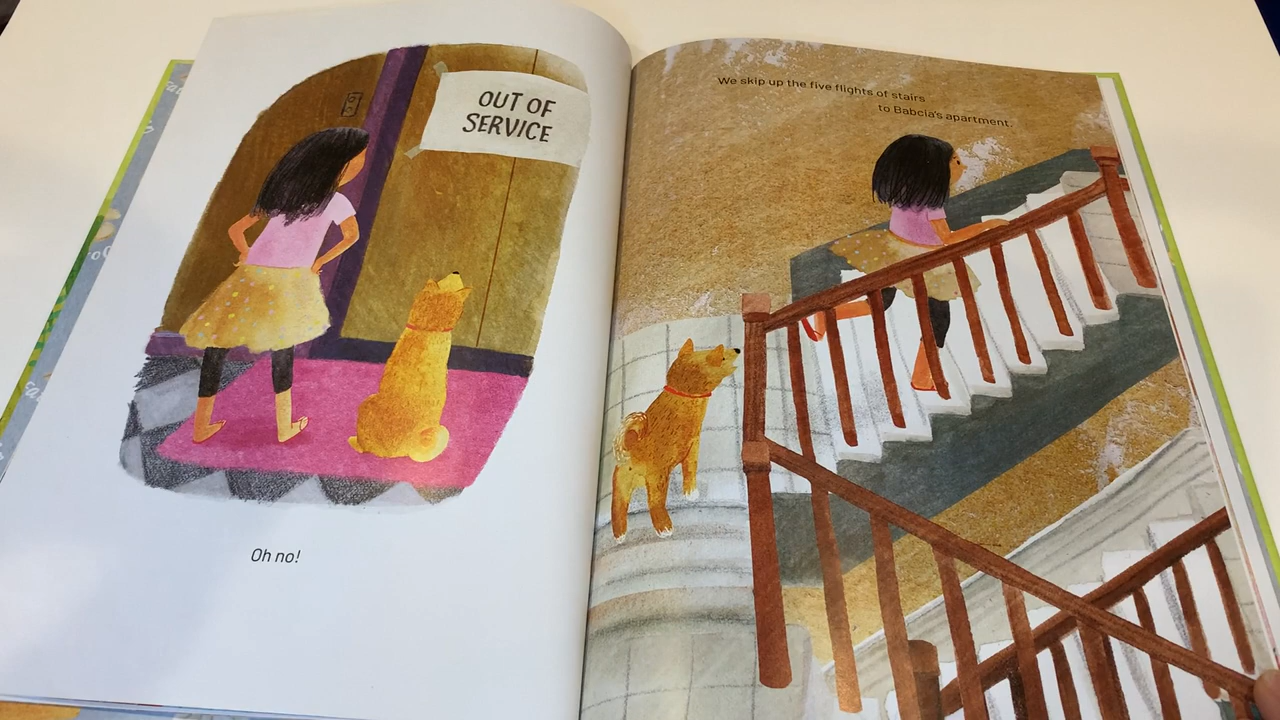 OUT OF
SERVICE
Oh no!
We skip up the five flights of stairs
to Babcia's apartment.